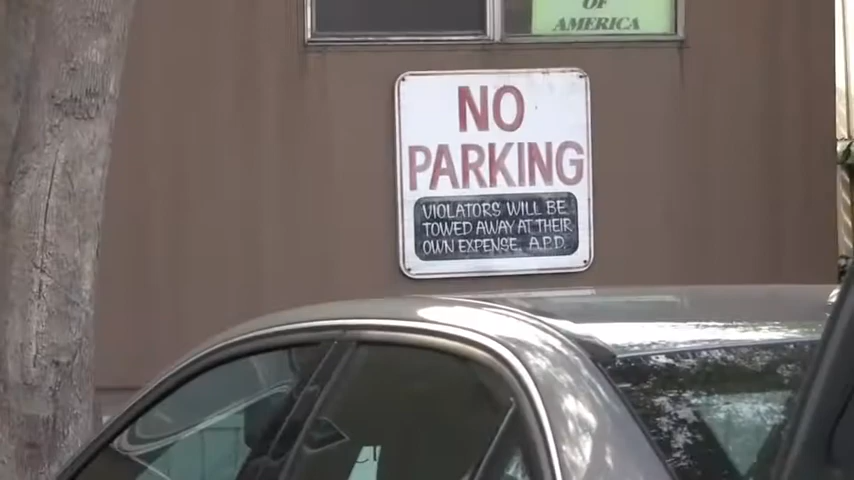 OF
AMERICA
NO
PARKING
VIOLATORS WILL BE
TOWED AWAY AT THEIR
OWN EXPENSE. A.P.D.